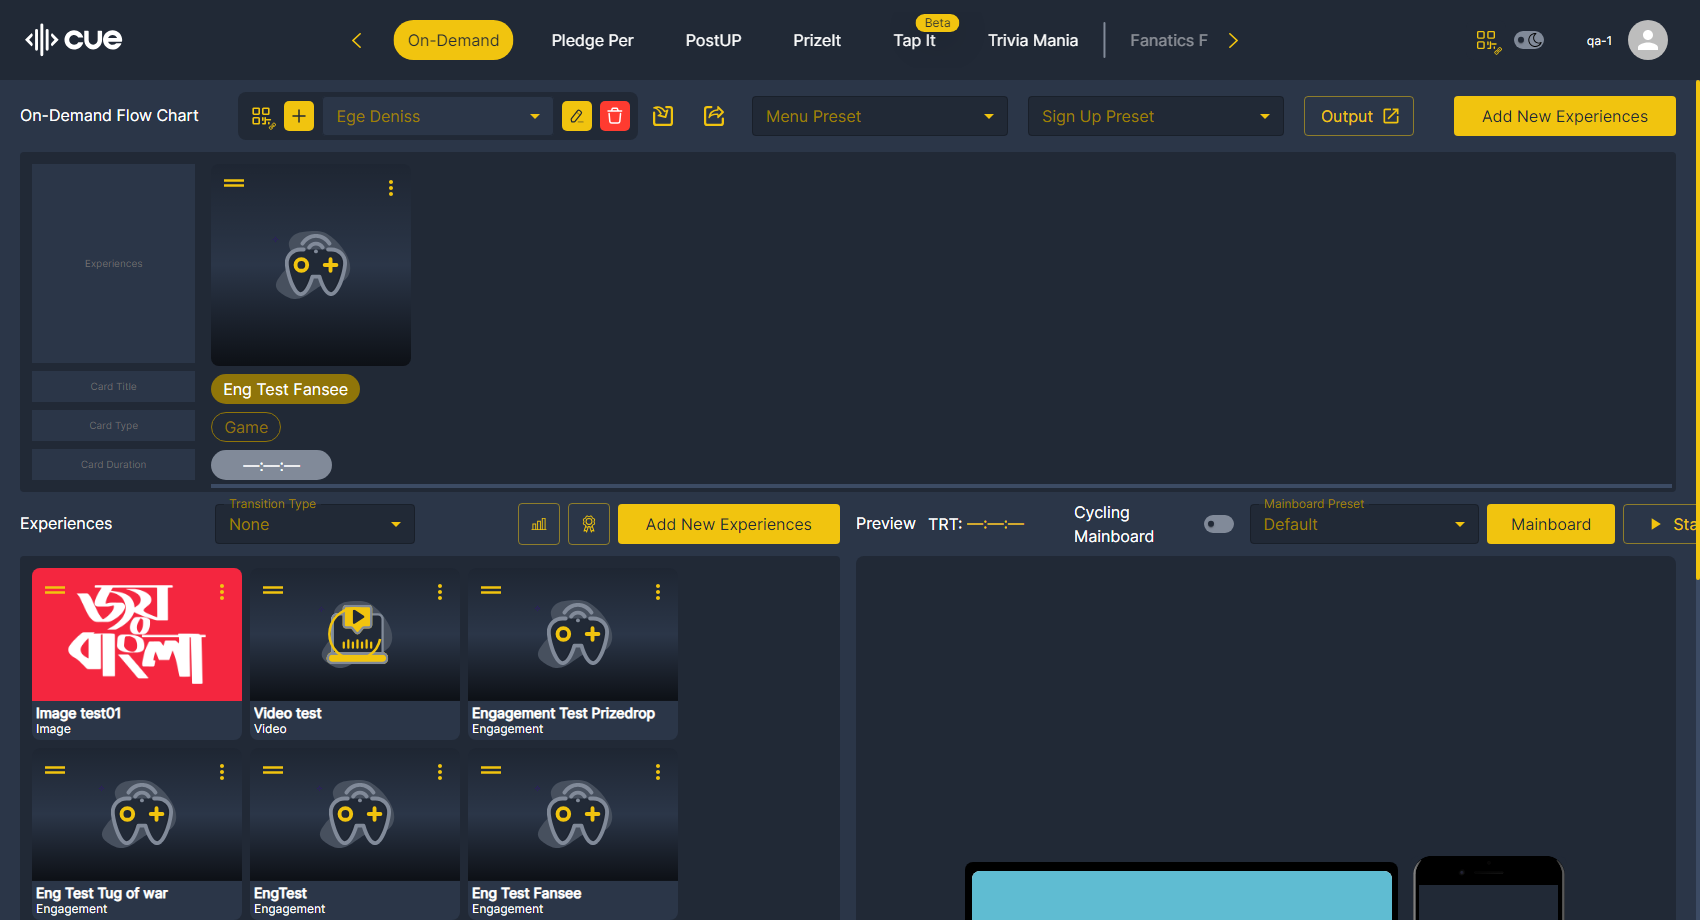 cue
On-Demand
Pledge Per
PostUP
PrizeIt
Tap It
Beta
Trivia Mania
Fanatics F
qa-1
On-Demand Flow Chart
Ege Deniss
Menu Preset
Sign Up Preset
Output
Add New Experiences
Experiences
Card Title
Card Type
Card Duration
Eng Test Fansee
Game
—:—:—
Experiences
Transition Type
None
Add New Experiences
Preview
TRT: —:—:—
Cycling
Mainboard
Mainboard Preset
Default
Mainboard
Sta
জয়
বাংলা
Image test01
Image
Video test
Video
Engagement Test Prizedrop
Engagement
Eng Test Tug of war
Engagement
EngTest
Engagement
Eng Test Fansee
Engagement